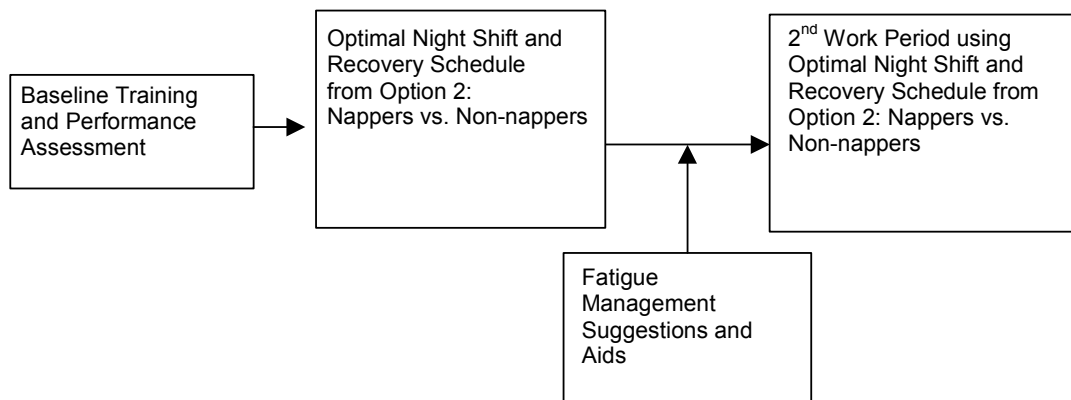 Baseline Training
and Performance
Assessment
Optimal Night Shift and
Recovery Schedule
from Option 2:
Nappers vs. Non-nappers
2nd Work Period using
Optimal Night Shift and
Recovery Schedule from
Option 2: Nappers vs.
Non-nappers
Fatigue
Management
Suggestions and
Aids